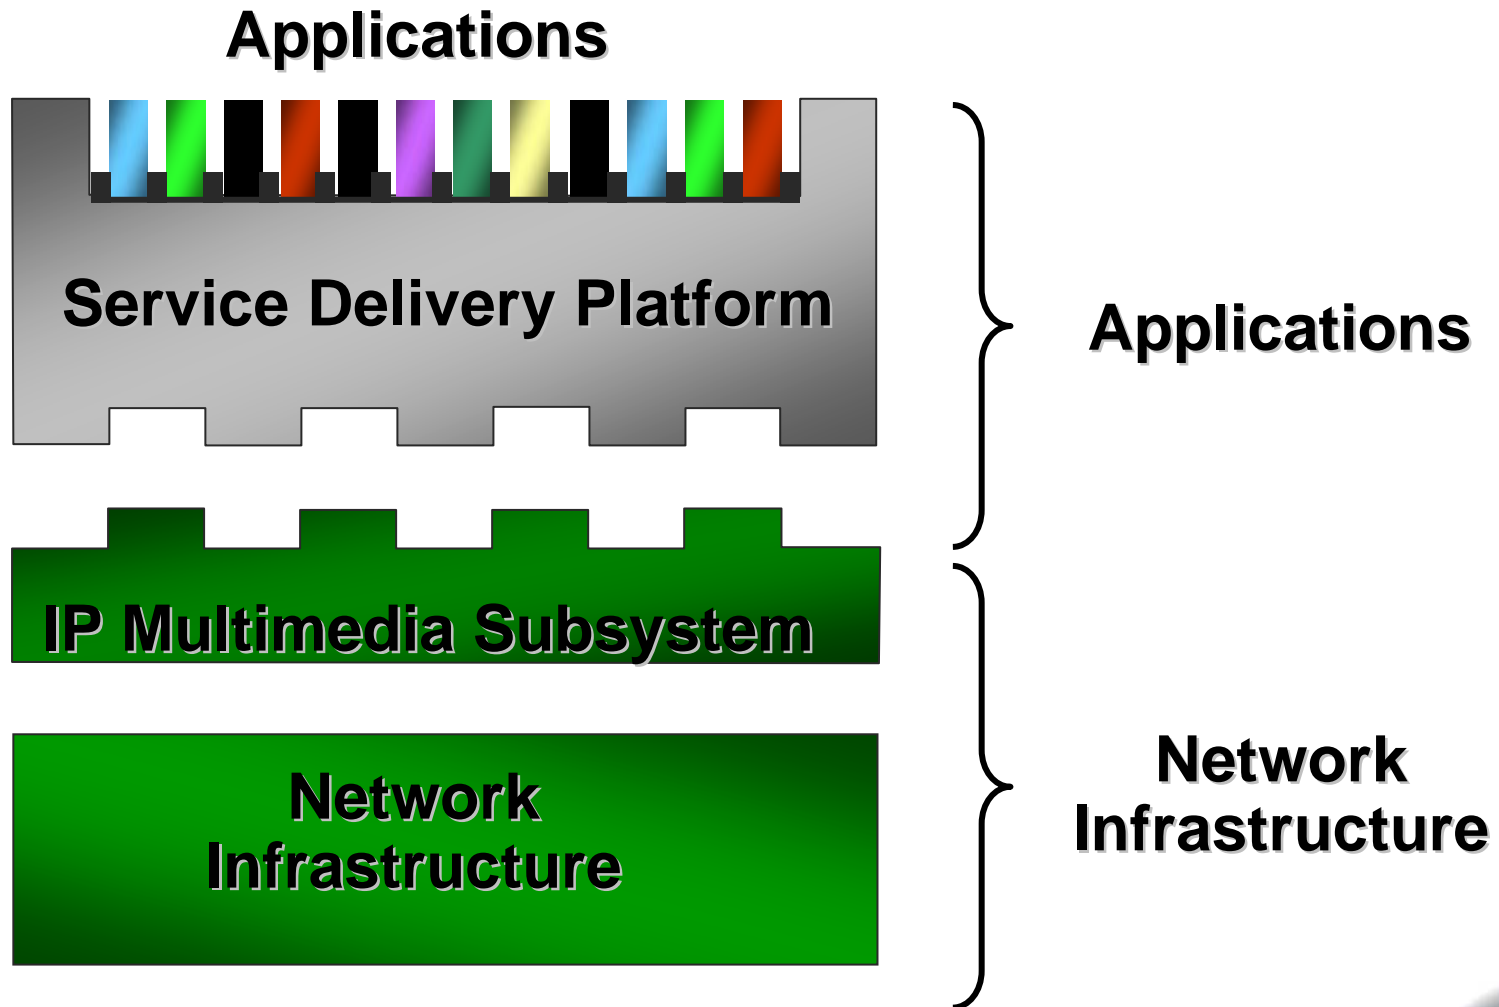 Applications
Service Delivery Platform
Applications
IP Multimedia Subsystem
Network
Infrastructure
Network
Infrastructure